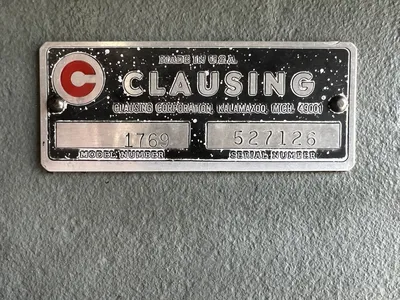 MADE IN U.S.A.
C CLAUSING
CLAUSING CORPORATION, KALAMAZOO, MICH. 49001
1769 527126
MODEL NUMBER SERIAL NUMBER